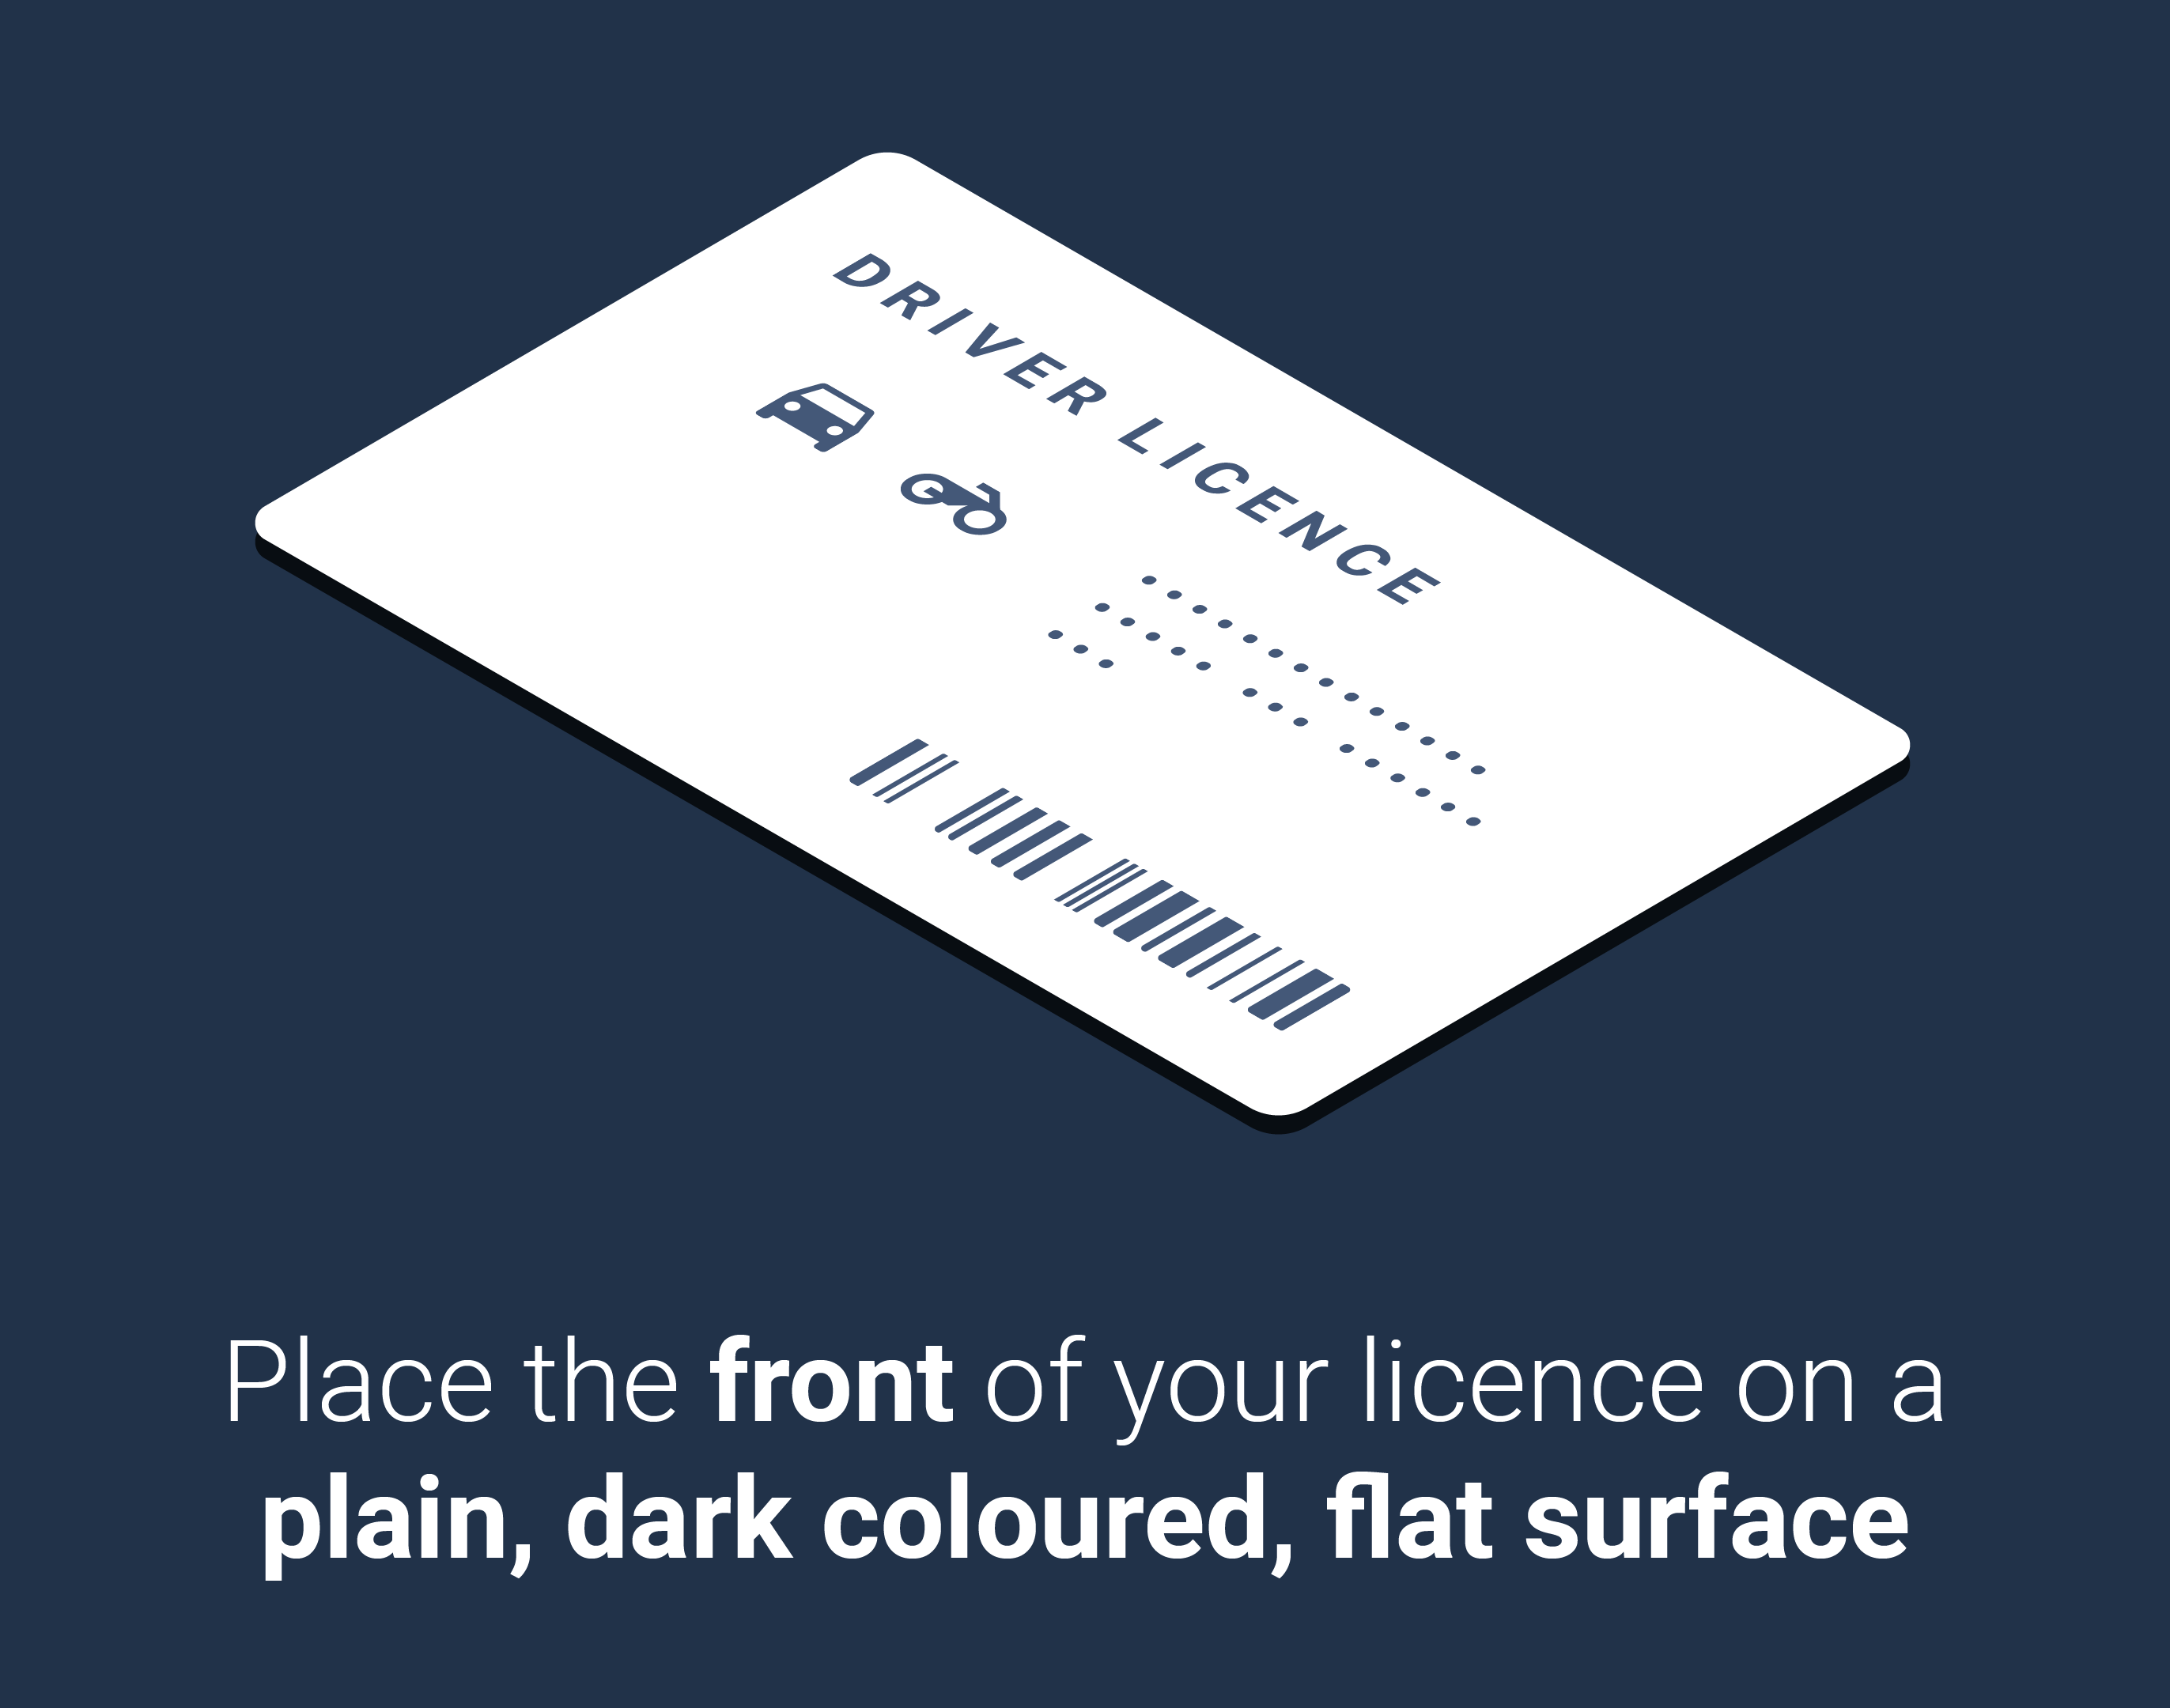 DRIVER LICENCE
Place the front of your licence on a
plain, dark coloured, flat surface